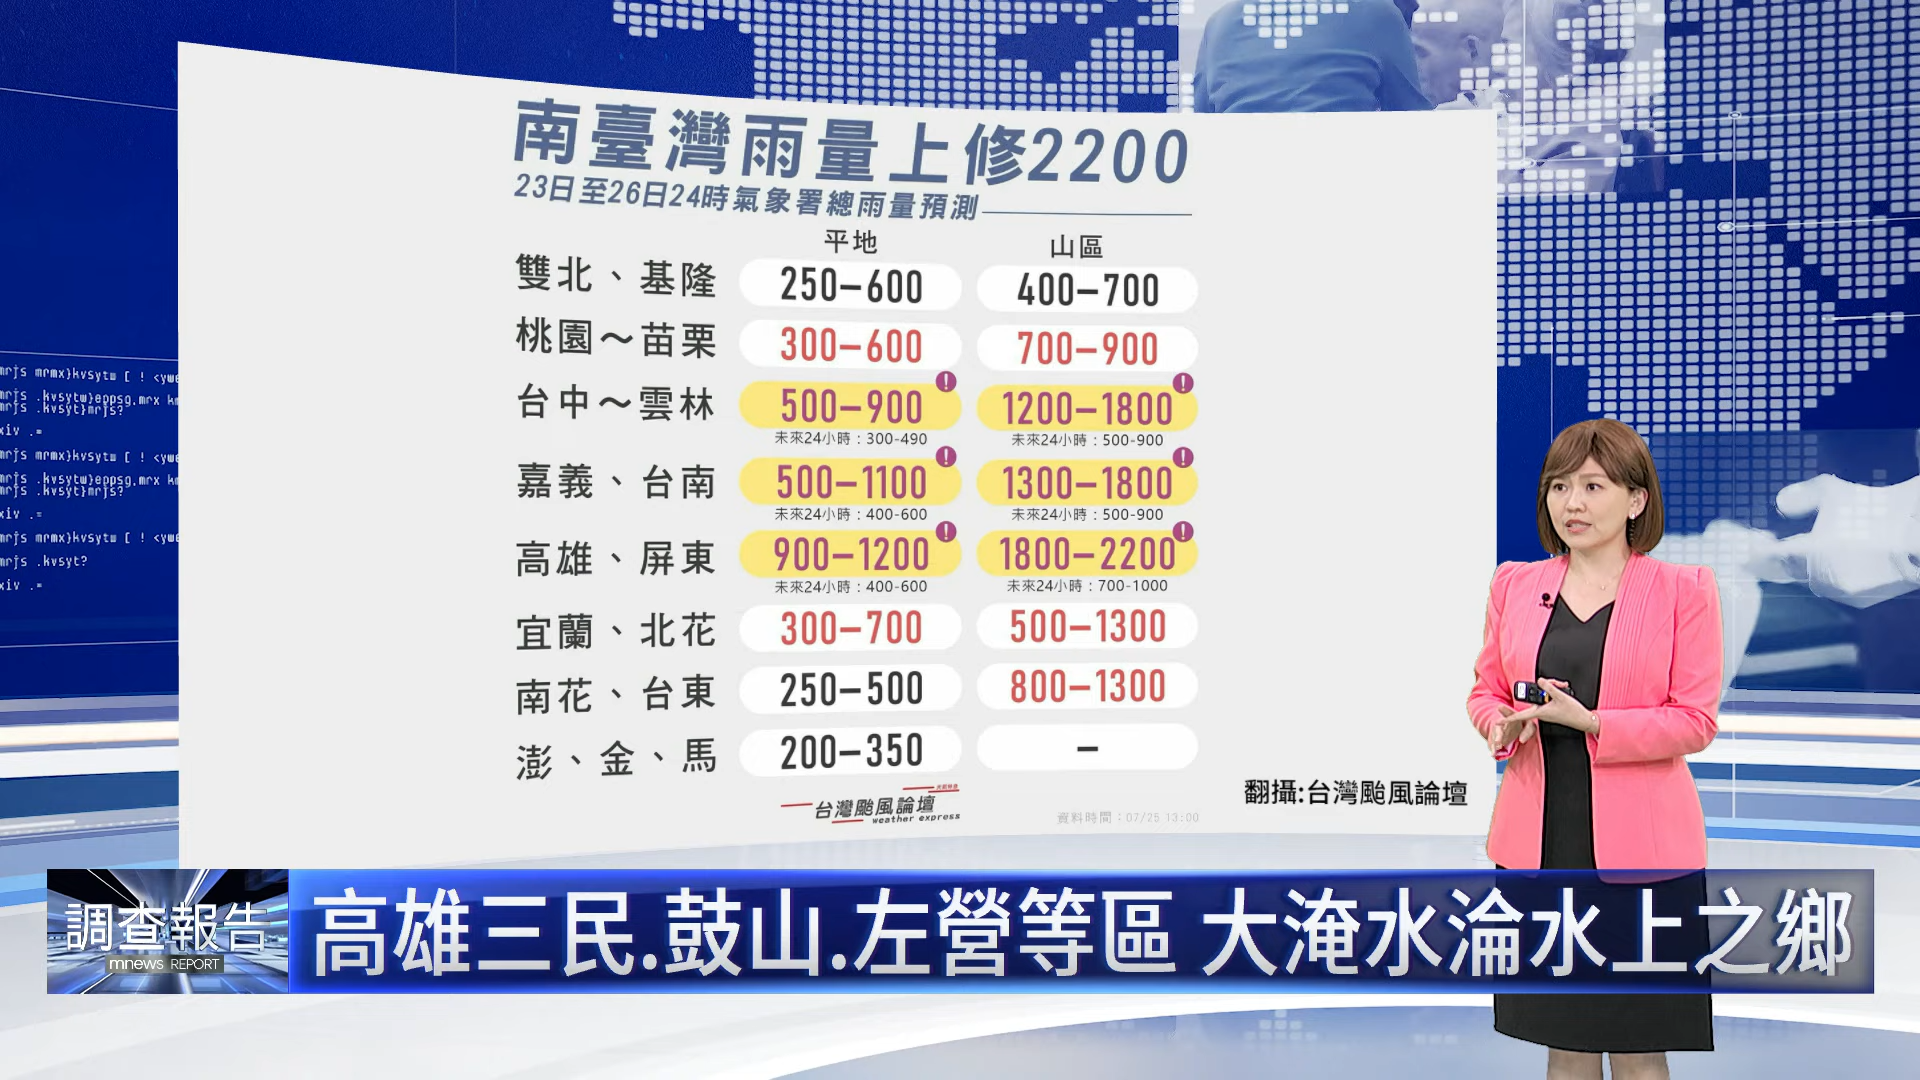 南臺灣雨量上修2200
23日至26日24時氣象署總雨量預測
平地 山區
雙北、基隆 250-600 400-700
桃園~苗栗 300-600 700-900
台中~雲林 500-900 1200-1800
未來24小時:300-490 未來24小時:500-900
嘉義、台南 500-1100 1300-1800
未來24小時:400-600 未來24小時:500-900
高雄、屏東 900-1200 1800-2200
未來24小時:400-600 未來24小時:700-1000
宜蘭、北花 300-700 500-1300
南花、台東 250-500 800-1300
澎、金、馬 200-350 -
台灣颱風論壇
weather express
資料時間:07/25 13:00
翻攝:台灣颱風論壇
調查報告
mnews REPORT
高雄三民.鼓山.左營等區 大淹水淪水上之鄉